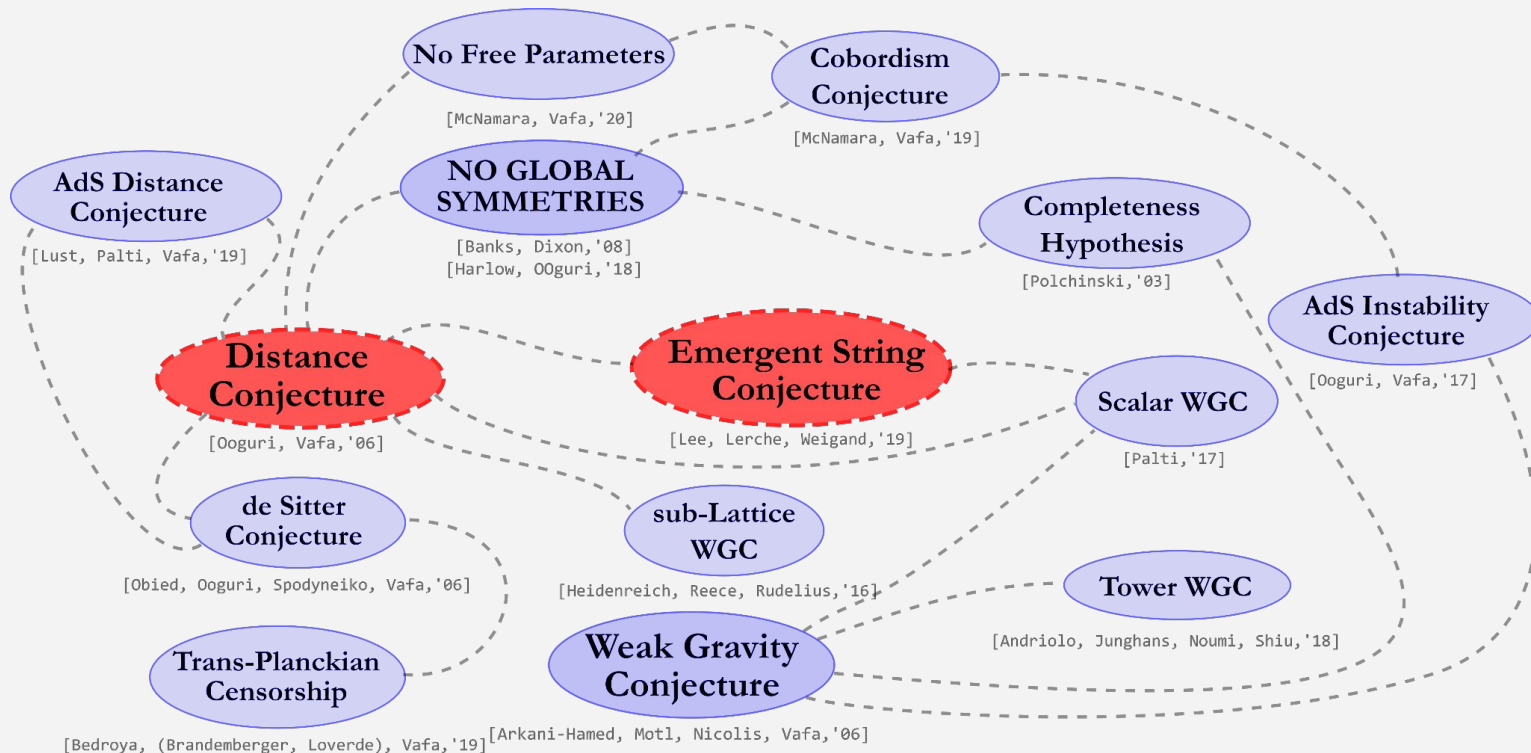 No Free Parameters
[McNamara, Vafa,'20]
Cobordism
Conjecture
[McNamara, Vafa,'19]
AdS Distance
Conjecture
[Lust, Palti, Vafa,'19]
NO GLOBAL
SYMMETRIES
[Banks, Dixon,'08]
[Harlow, OOguri,'18]
Completeness
Hypothesis
[Polchinski,'03]
AdS Instability
Conjecture
[Ooguri, Vafa,'17]
Distance
Conjecture
[Ooguri, Vafa,'06]
Emergent String
Conjecture
[Lee, Lerche, Weigand,'19]
Scalar WGC
[Palti,'17]
de Sitter
Conjecture
[Obied, Ooguri, Spodyneiko, Vafa,'06]
sub-Lattice
WGC
[Heidenreich, Reece, Rudelius,'16]
Tower WGC
[Andriolo, Junghans, Noumi, Shiu,'18]
Trans-Planckian
Censorship
[Bedroya, (Brandemberger, Loverde), Vafa,'19]
Weak Gravity
Conjecture
[Arkani-Hamed, Motl, Nicolis, Vafa,'06]